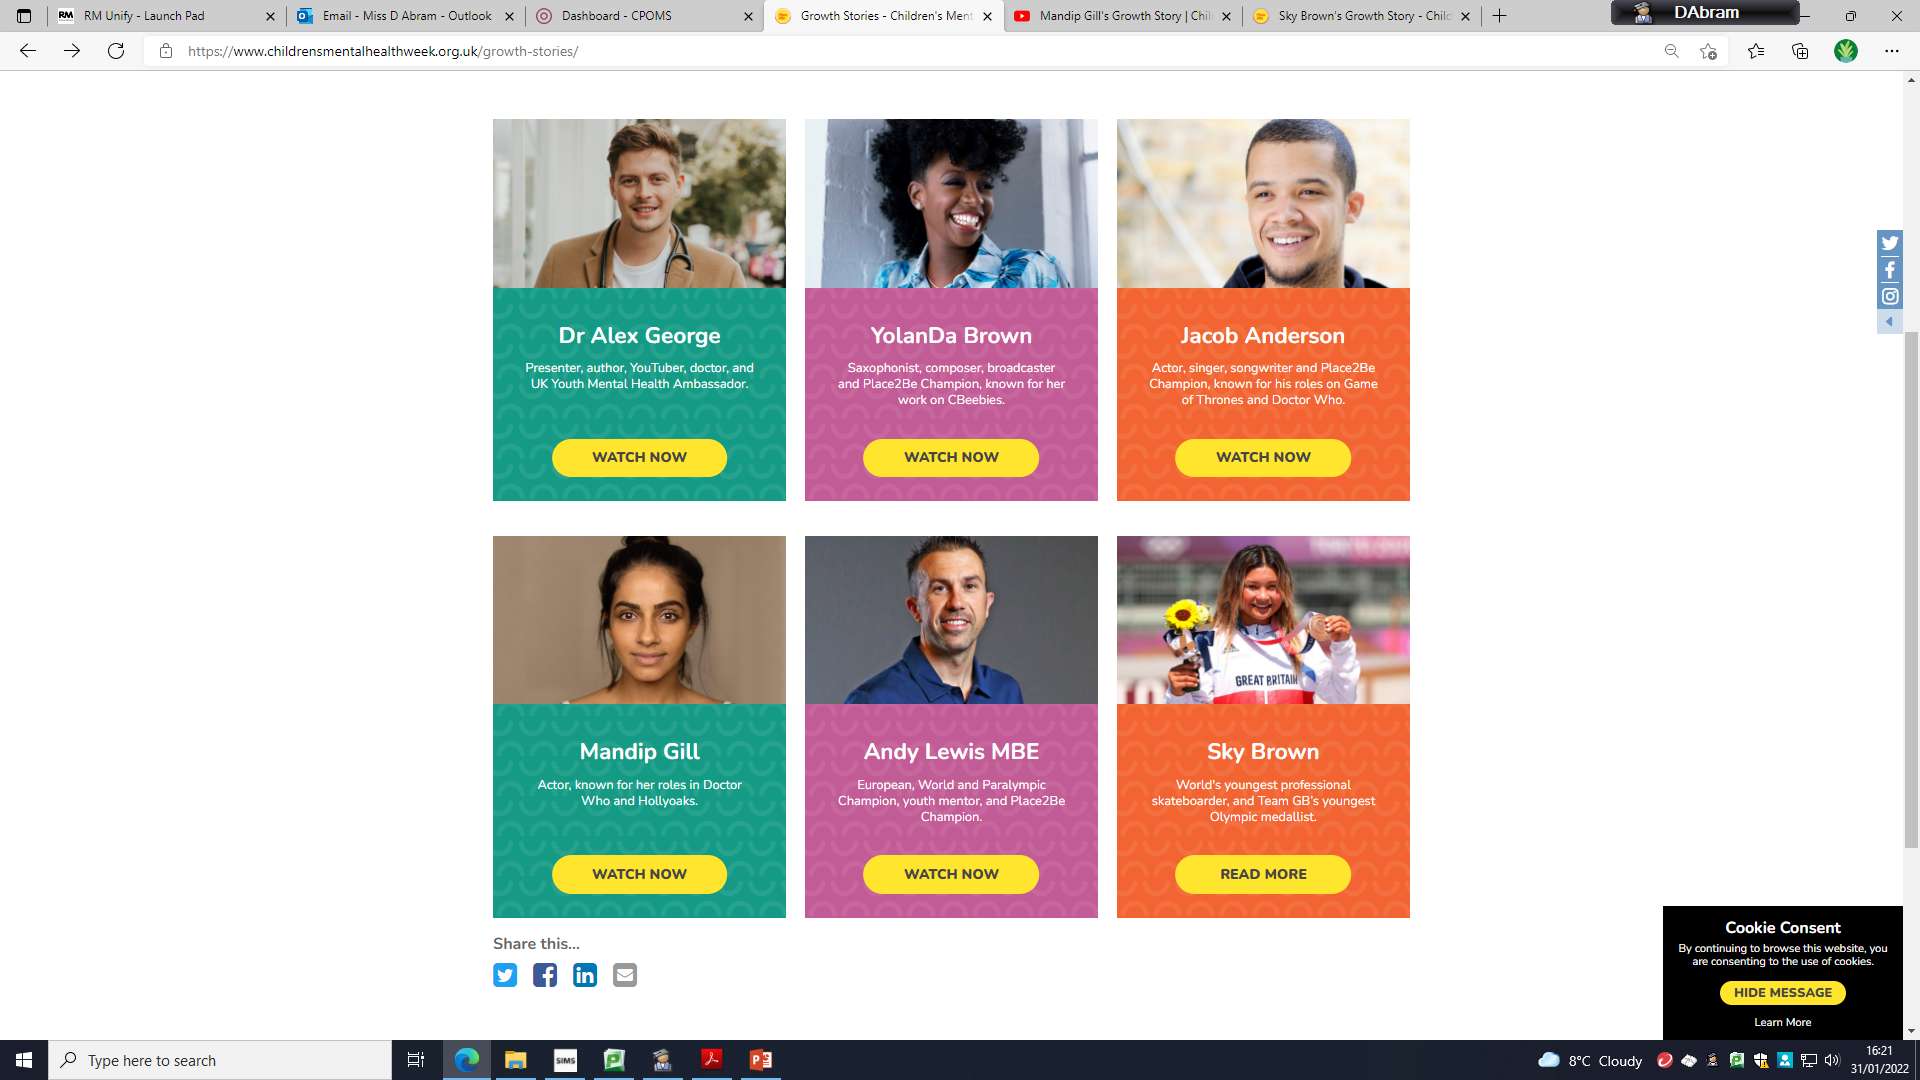 RM Unify - Launch Pad
Email - Miss D Abram - Outlook
Dashboard - CPOMS
Growth Stories - Children's Ment
Mandip Gill's Growth Story | Chil
Sky Brown's Growth Story - Child
DAbram
https://www.childrensmentalhealthweek.org.uk/growth-stories/
GREAT BRITAIN
Dr Alex George
Presenter, author, YouTuber, doctor, and
UK Youth Mental Health Ambassador.
WATCH NOW
YolanDa Brown
Saxophonist, composer, broadcaster
and Place2Be Champion, known for her
work on CBeebies.
WATCH NOW
Jacob Anderson
Actor, singer, songwriter and Place2Be
Champion, known for his roles on Game
of Thrones and Doctor Who.
WATCH NOW
Mandip Gill
Actor, known for her roles in Doctor
Who and Hollyoaks.
WATCH NOW
Andy Lewis MBE
European, World and Paralympic
Champion, youth mentor, and Place2Be
Champion.
WATCH NOW
Sky Brown
World's youngest professional
skateboarder, and Team GB's youngest
Olympic medallist.
READ MORE
Share this...
Cookie Consent
By continuing to browse this website, you
are consenting to the use of cookies.
HIDE MESSAGE
Learn More
Type here to search
SIMS
8°C Cloudy
16:21
31/01/2022